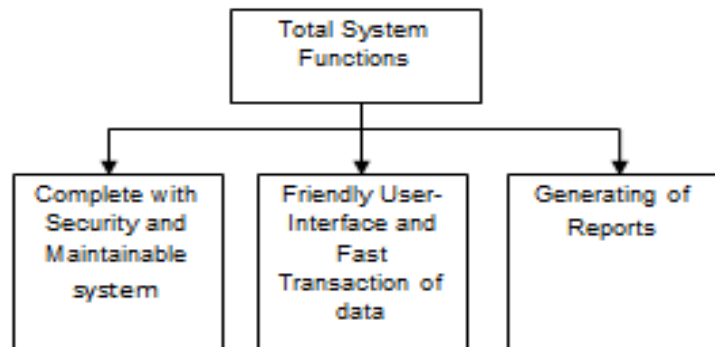 Total System
Functions
Complete with
Security and
Maintainable
system
Friendly User-
Interface and
Fast
Transaction of
data
Generating of
Reports